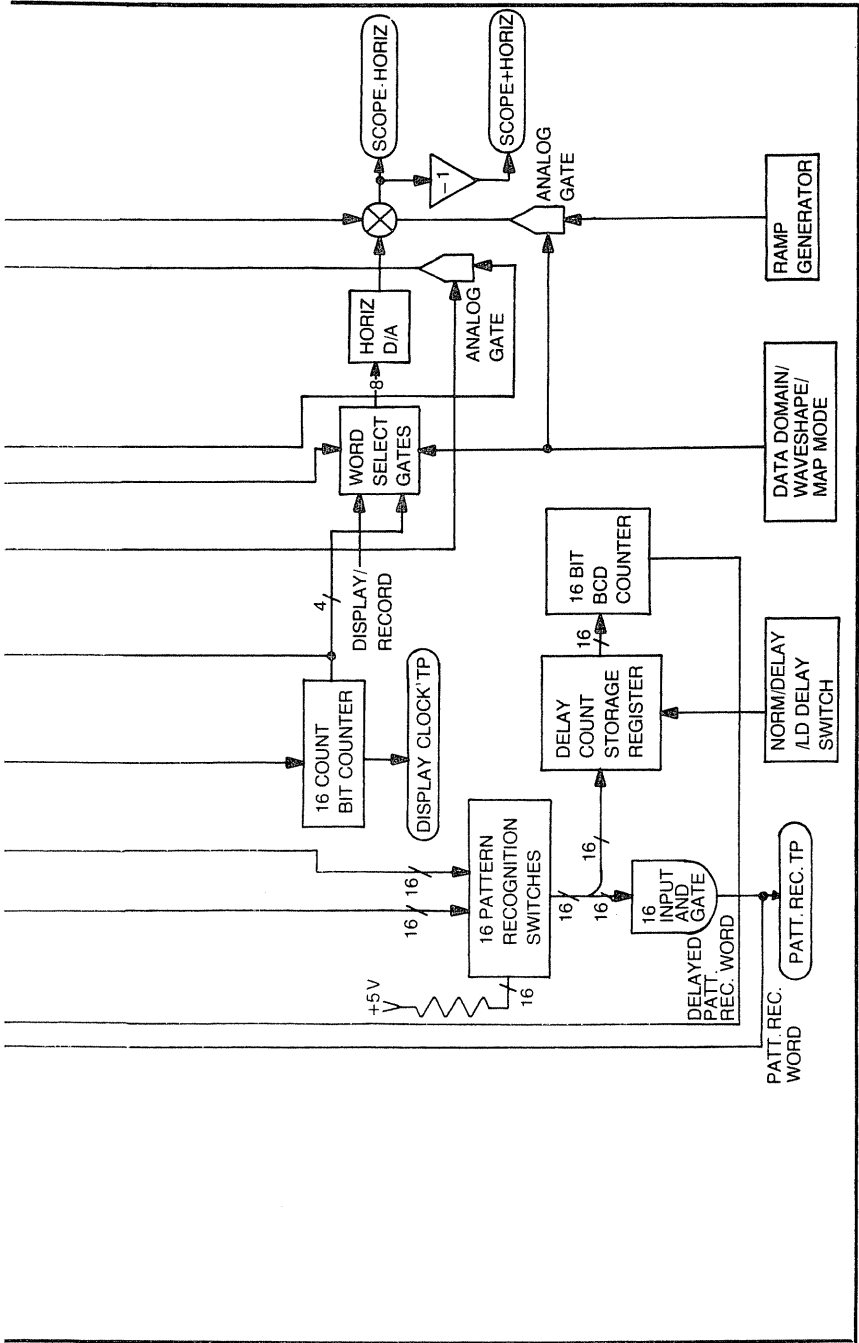 SCOPE-HORIZ
SCOPE+HORIZ
-1
ANALOG
GATE
RAMP
GENERATOR
HORIZ
D/A
ANALOG
GATE
8
WORD
SELECT
GATES
DATA DOMAIN/
WAVESHAPE/
MAP MODE
4
DISPLAY/
RECORD
16 BIT
BCD
COUNTER
16
16 COUNT
BIT COUNTER
DISPLAY CLOCK'TP
DELAY
COUNT
STORAGE
REGISTER
NORM/DELAY
/LD DELAY
SWITCH
16
16
16 PATTERN
RECOGNITION
SWITCHES
16
16
16
16 INPUT
AND
GATE
PATT. REC. TP
+5V
16
DELAYED
PATT.
REC. WORD
PATT. REC.
WORD